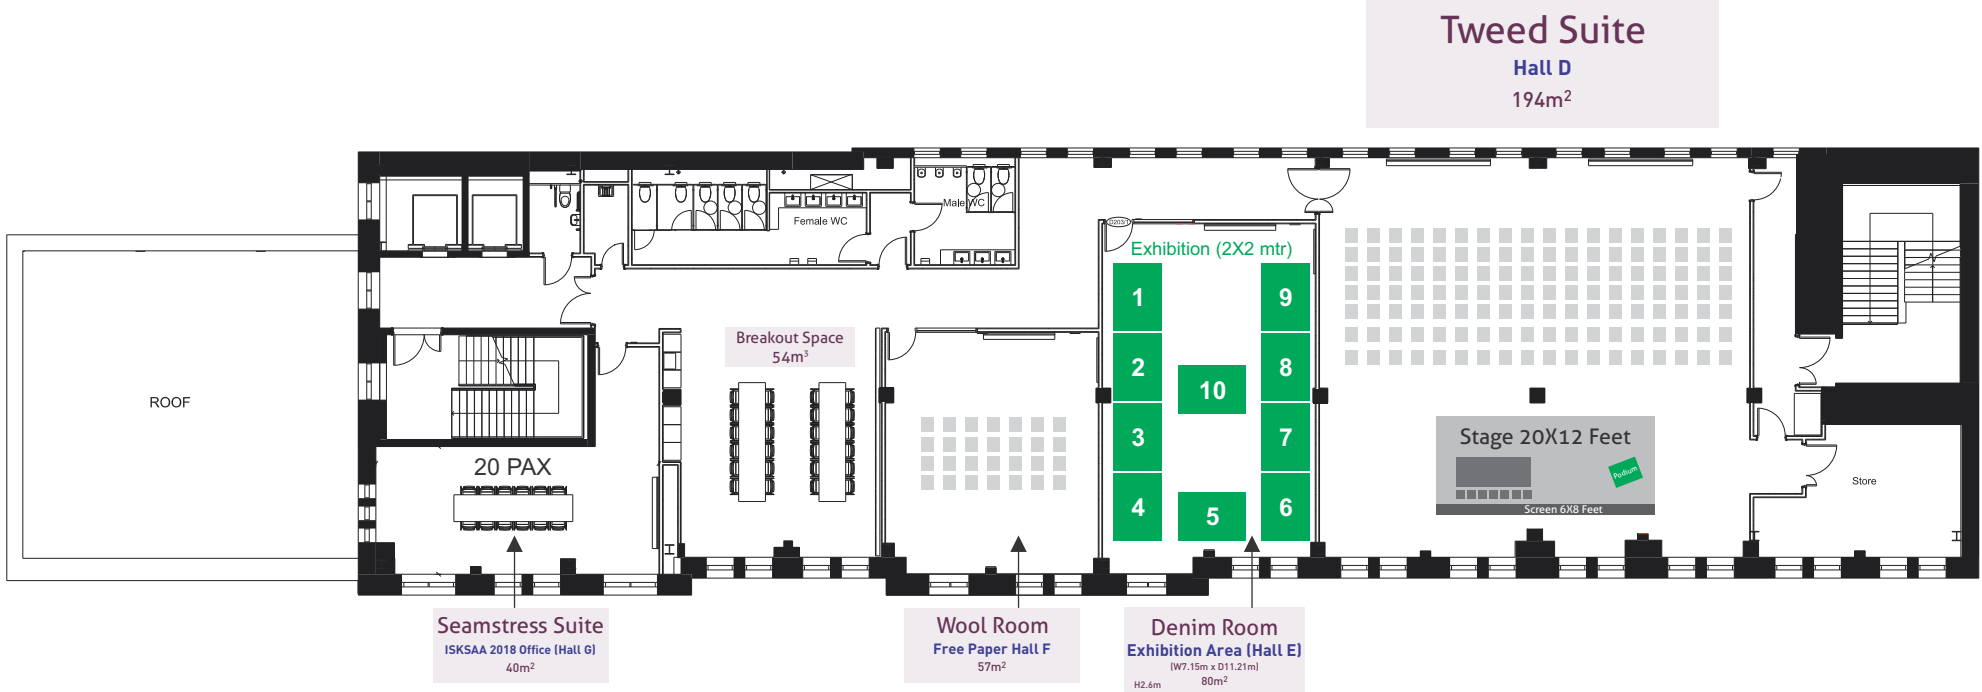 Tweed Suite
Hall D
194m²
Female WC
Male WC
D203/1
Exhibition (2X2 mtr)
1
9
Breakout Space
54m³
2
8
10
ROOF
3
7
Stage 20X12 Feet
Podium
20 PAX
Store
4
5
6
Screen 6X8 Feet
Seamstress Suite
ISKSAA 2018 Office (Hall G)
40m²
Wool Room
Free Paper Hall F
57m²
Denim Room
Exhibition Area (Hall E)
(W7.15m x D11.21m)
H2.6m
80m²